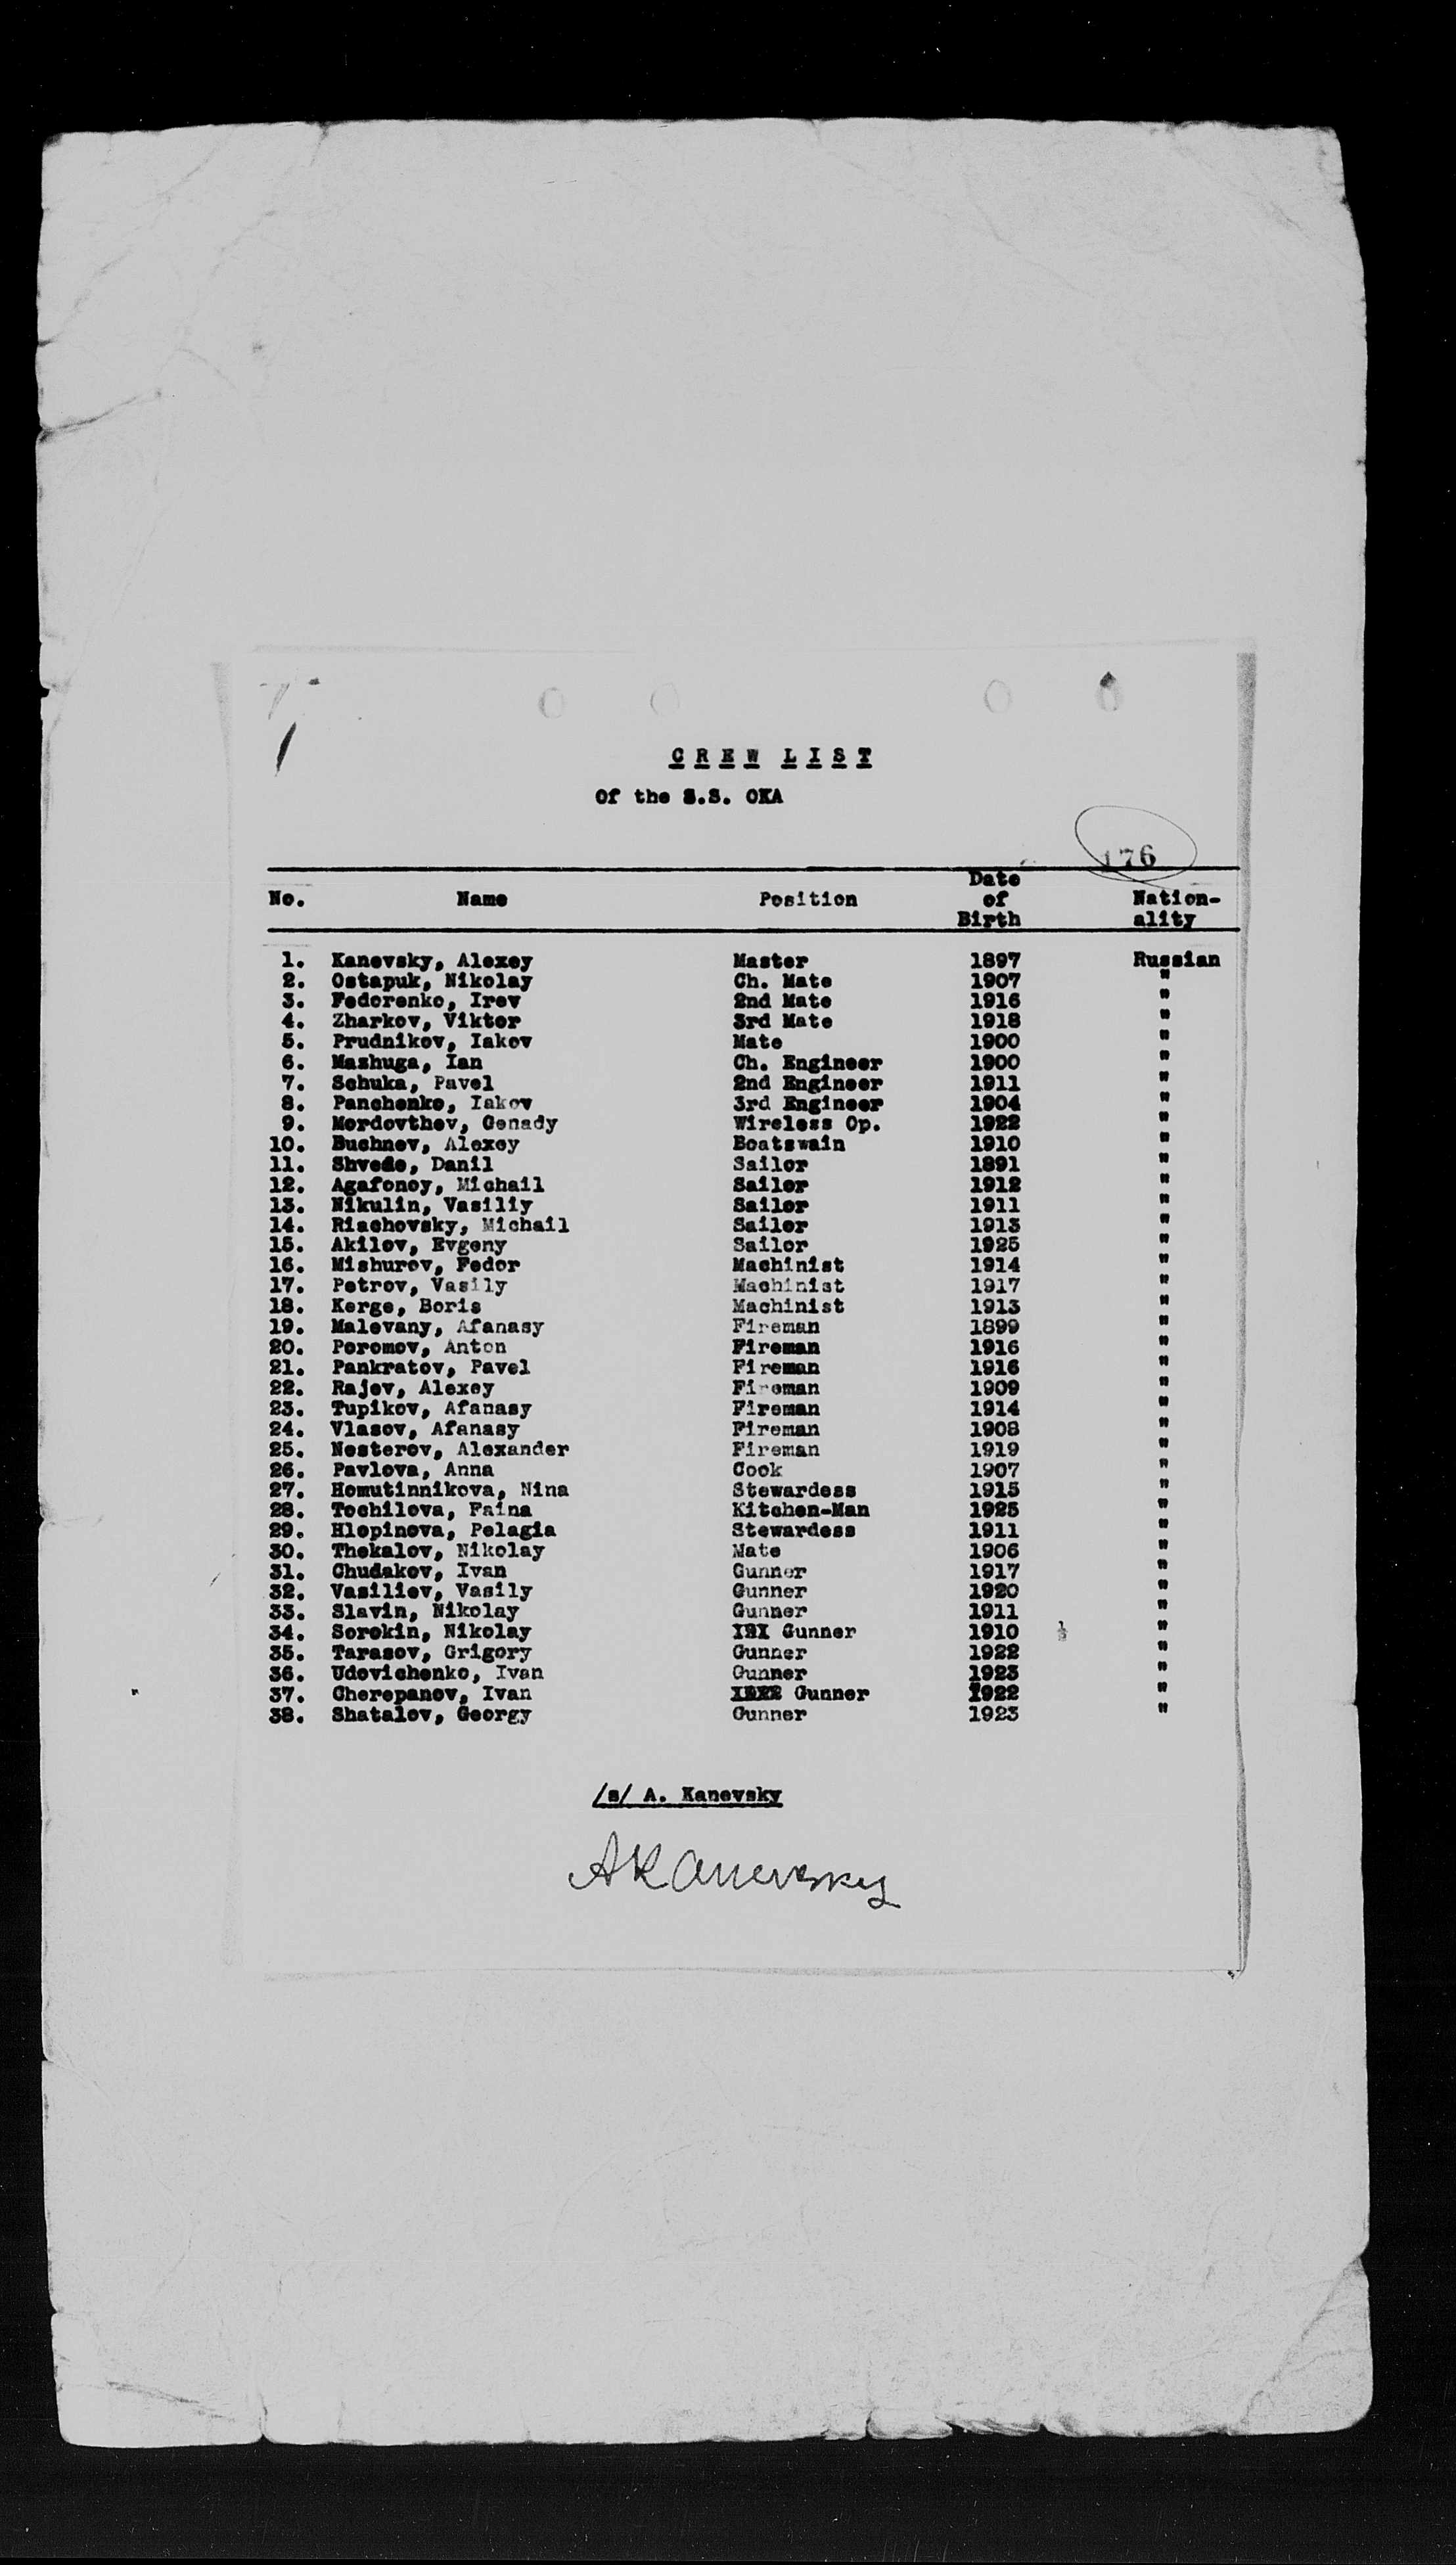 CREW LIST
Of the S.S. OKA
176
No. Name Position Date of Birth Nation-ality
1. Kanevsky, Alexey Master 1897 Russian
2. Ostapuk, Nikolay Ch. Mate 1907 "
3. Fedorenko, Irev 2nd Mate 1916 "
4. Zharkov, Viktor 3rd Mate 1918 "
5. Prudnikov, Iakov Mate 1900 "
6. Mazhuga, Ian Ch. Engineer 1900 "
7. Schuka, Pavel 2nd Engineer 1911 "
8. Panchenko, Iakov 3rd Engineer 1904 "
9. Mordovthev, Genady Wireless Op. 1922 "
10. Buchnev, Alexey Boatswain 1910 "
11. Shvede, Danil Sailor 1891 "
12. Agafonoy, Michail Sailor 1912 "
13. Nikulin, Vasiliy Sailor 1911 "
14. Riachovsky, Michail Sailor 1913 "
15. Akilov, Evgeny Sailor 1925 "
16. Mishurov, Fedor Machinist 1914 "
17. Petrov, Vasily Machinist 1917 "
18. Kerge, Boris Machinist 1913 "
19. Malevany, Afanasy Fireman 1899 "
20. Poromov, Anton Fireman 1916 "
21. Pankratov, Pavel Fireman 1916 "
22. Rajev, Alexey Fireman 1909 "
23. Tupikov, Afanasy Fireman 1914 "
24. Vlasov, Afanasy Fireman 1908 "
25. Nesterov, Alexander Fireman 1919 "
26. Pavlova, Anna Cook 1907 "
27. Homutinnikova, Nina Stewardess 1915 "
28. Tochilova, Faina Kitchen-Man 1925 "
29. Hlopinova, Pelagia Stewardess 1911 "
30. Thekalov, Nikolay Mate 1906 "
31. Chudakov, Ivan Gunner 1917 "
32. Vasiliev, Vasily Gunner 1920 "
33. Slavin, Nikolay Gunner 1911 "
34. Sorokin, Nikolay Gunner 1910 "
35. Tarasov, Grigory Gunner 1922 "
36. Udovichenko, Ivan Gunner 1923 "
37. Cherepanov, Ivan Gunner 1922 "
38. Shatalov, Georgy Gunner 1923 "
/s/ A. Kanevsky
AKanevsky